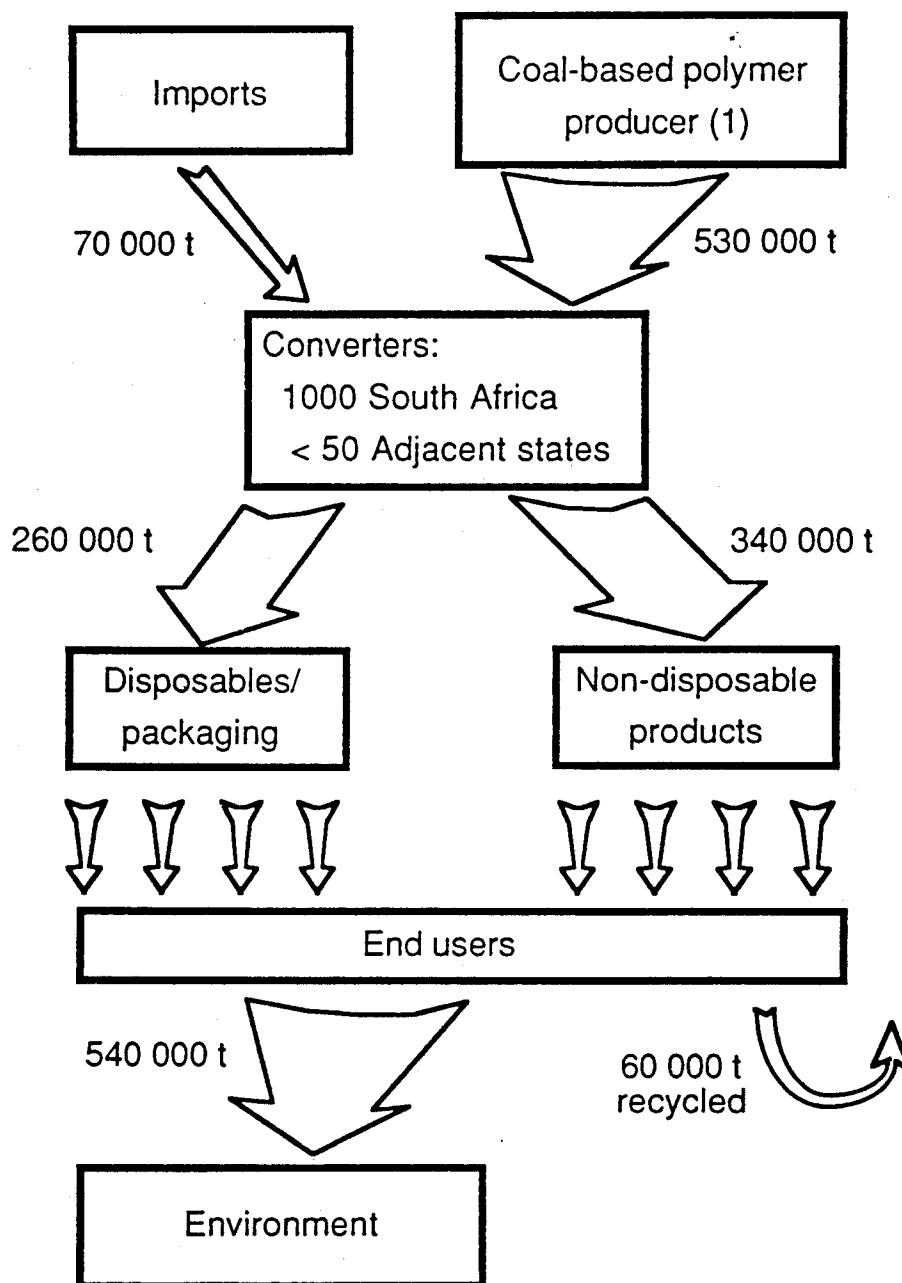 Imports
Coal-based polymer
producer (1)
70 000 t
530 000 t
Converters:
1000 South Africa
< 50 Adjacent states
260 000 t
340 000 t
Disposables/
packaging
Non-disposable
products
End users
540 000 t
60 000 t
recycled
Environment